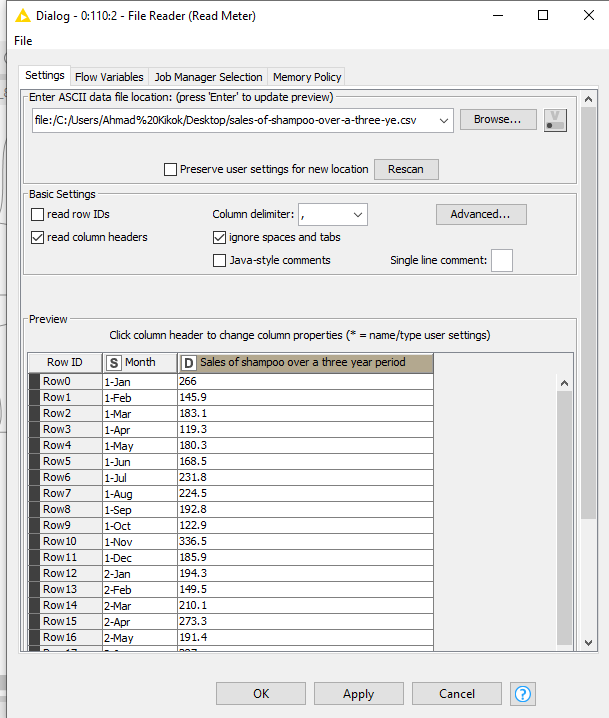 Dialog - 0:110:2 - File Reader (Read Meter)
File
Settings Flow Variables Job Manager Selection Memory Policy
Enter ASCII data file location: (press 'Enter' to update preview)
file:/C:/Users/Ahmad%20Kikok/Desktop/sales-of-shampoo-over-a-three-ye.csv Browse... V
Preserve user settings for new location Rescan
Basic Settings
read row IDs Column delimiter: , Advanced...
read column headers ignore spaces and tabs
Java-style comments Single line comment:
Preview
Click column header to change column properties (* = name/type user settings)
Row ID S Month D Sales of shampoo over a three year period
Row0 1-Jan 266
Row1 1-Feb 145.9
Row2 1-Mar 183.1
Row3 1-Apr 119.3
Row4 1-May 180.3
Row5 1-Jun 168.5
Row6 1-Jul 231.8
Row7 1-Aug 224.5
Row8 1-Sep 192.8
Row9 1-Oct 122.9
Row10 1-Nov 336.5
Row11 1-Dec 185.9
Row12 2-Jan 194.3
Row13 2-Feb 149.5
Row14 2-Mar 210.1
Row15 2-Apr 273.3
Row16 2-May 191.4
OK Apply Cancel ?